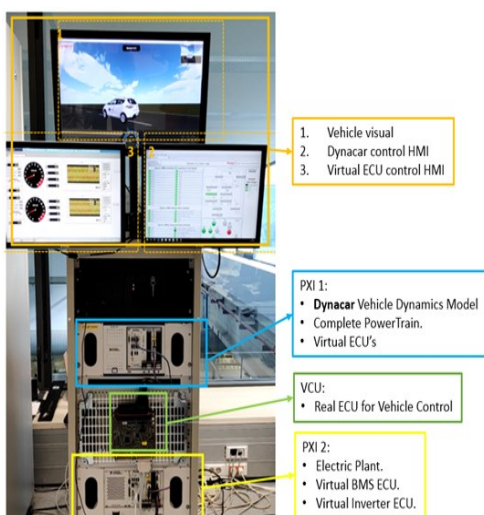 3
2
1. Vehicle visual
2. Dynacar control HMI
3. Virtual ECU control HMI
PXI 1:
• Dynacar Vehicle Dynamics Model
• Complete PowerTrain.
• Virtual ECU's
VCU:
• Real ECU for Vehicle Control
PXI 2:
• Electric Plant.
• Virtual BMS ECU.
• Virtual Inverter ECU.